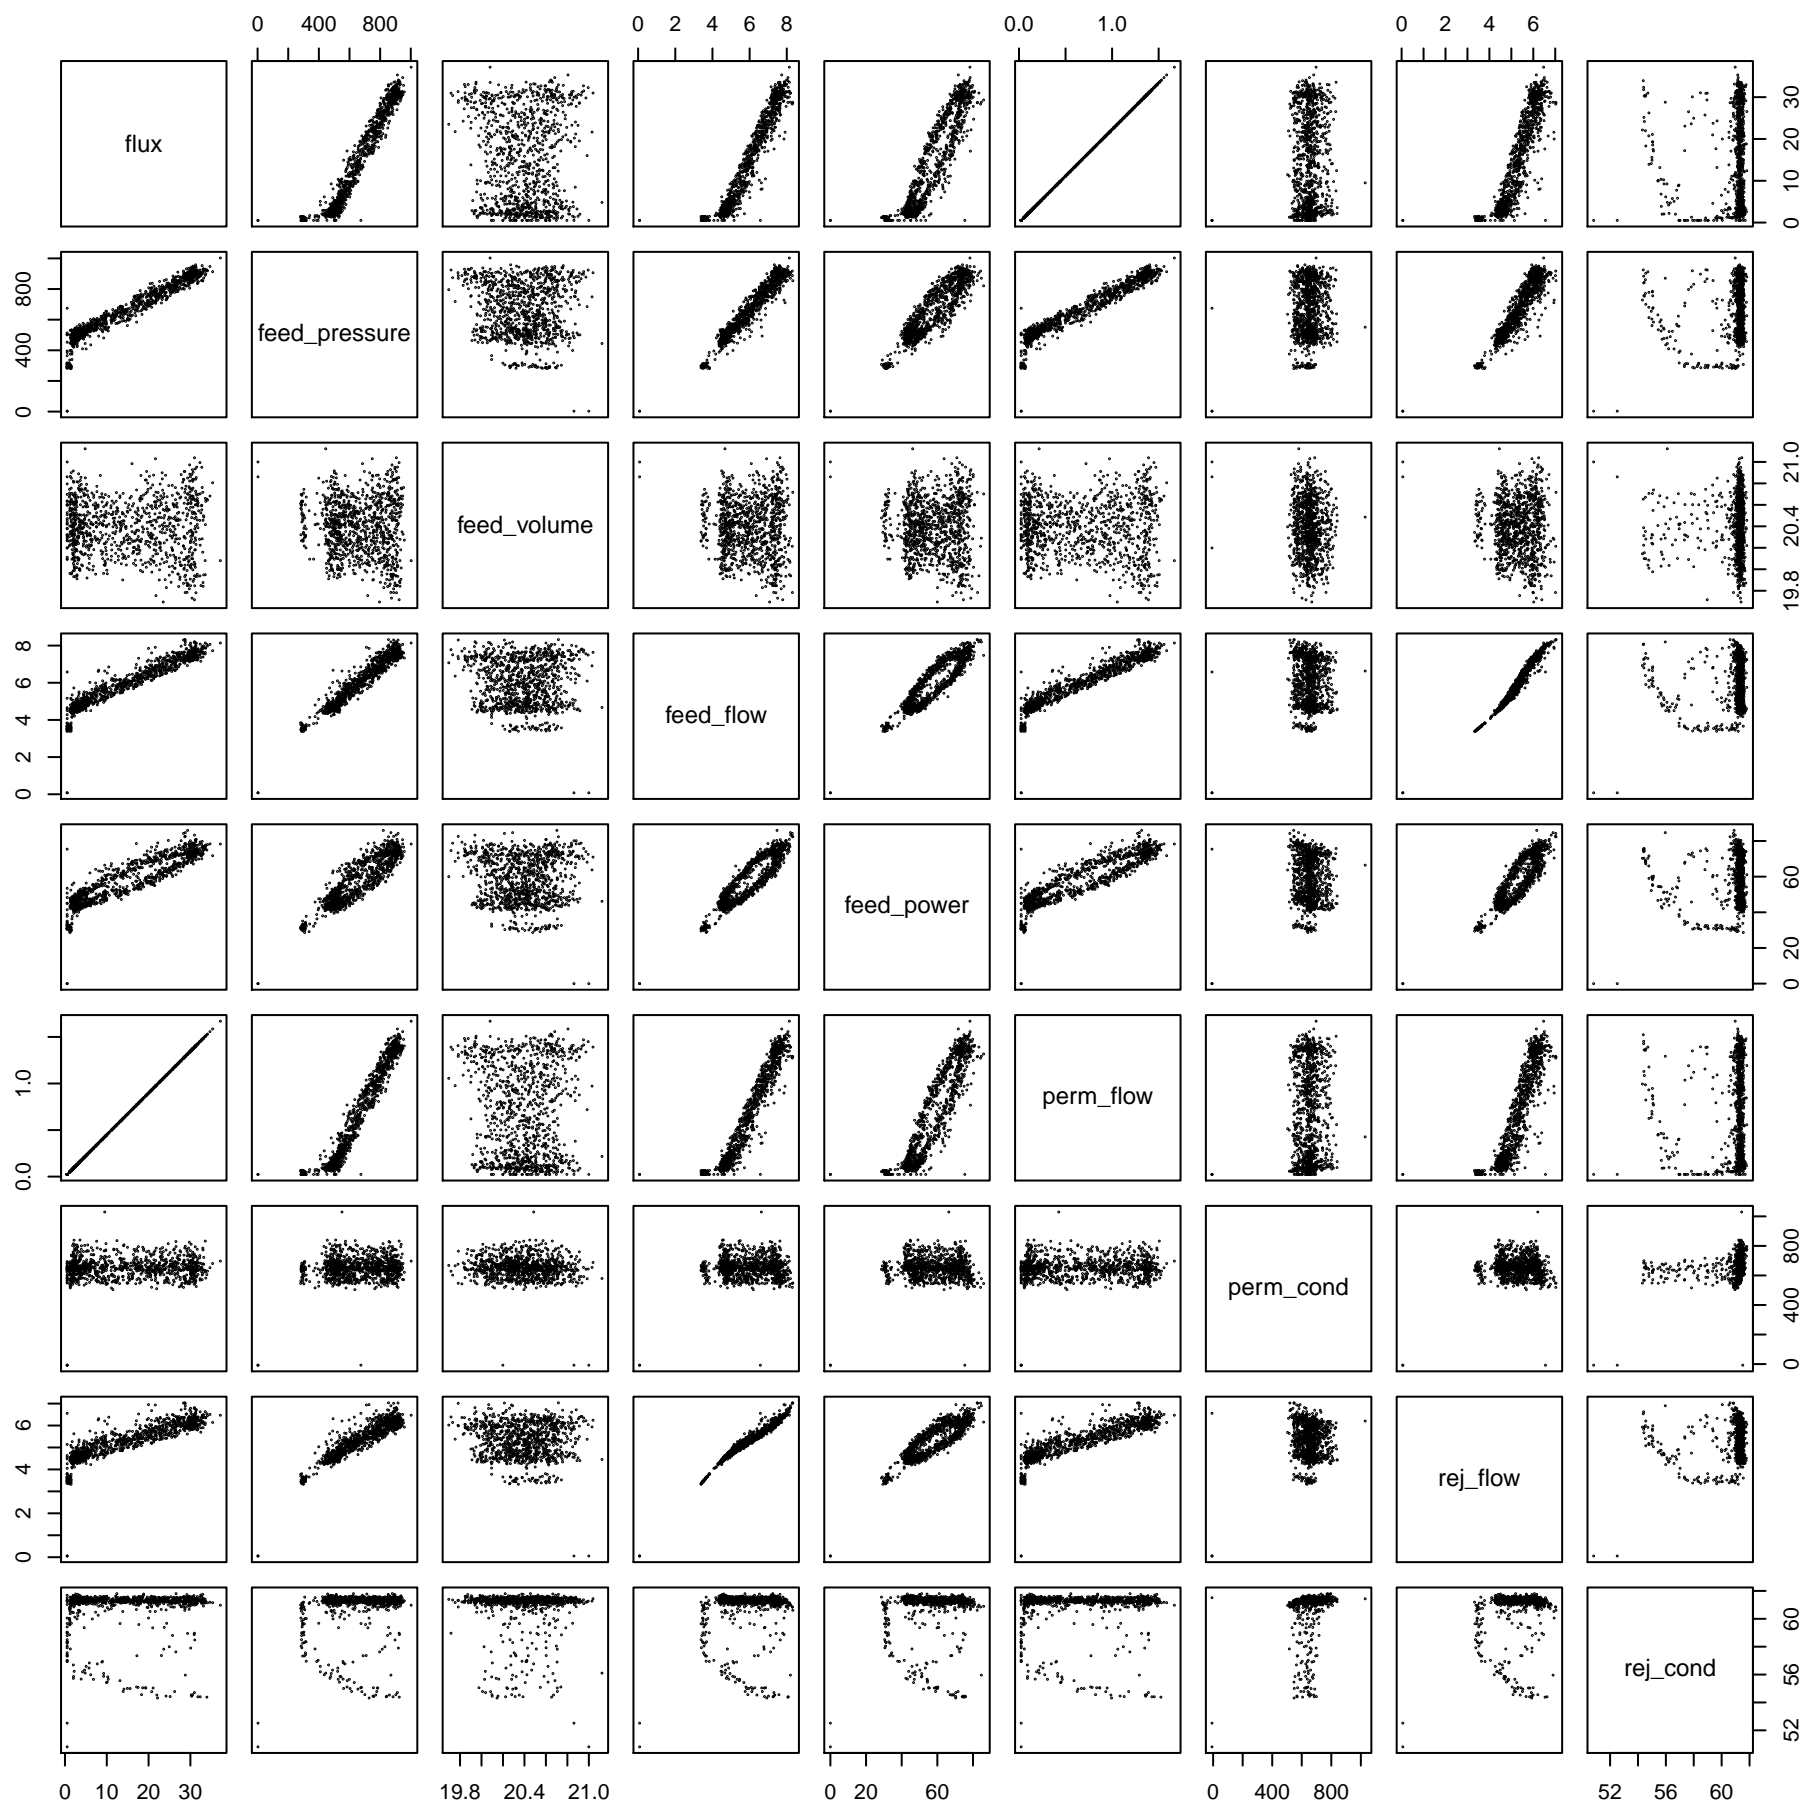 0 400 800 0 2 4 6 8 0.0 1.0 0 2 4 6
flux 0 10 20 30
0 400 800 feed_pressure
feed_volume 19.8 20.4 21.0
0 2 4 6 8 feed_flow
feed_power 0 20 60
0.0 1.0 perm_flow
perm_cond 0 400 800
0 2 4 6 rej_flow
rej_cond 52 56 60
0 10 20 30 19.8 20.4 21.0 0 20 60 0 400 800 52 56 60